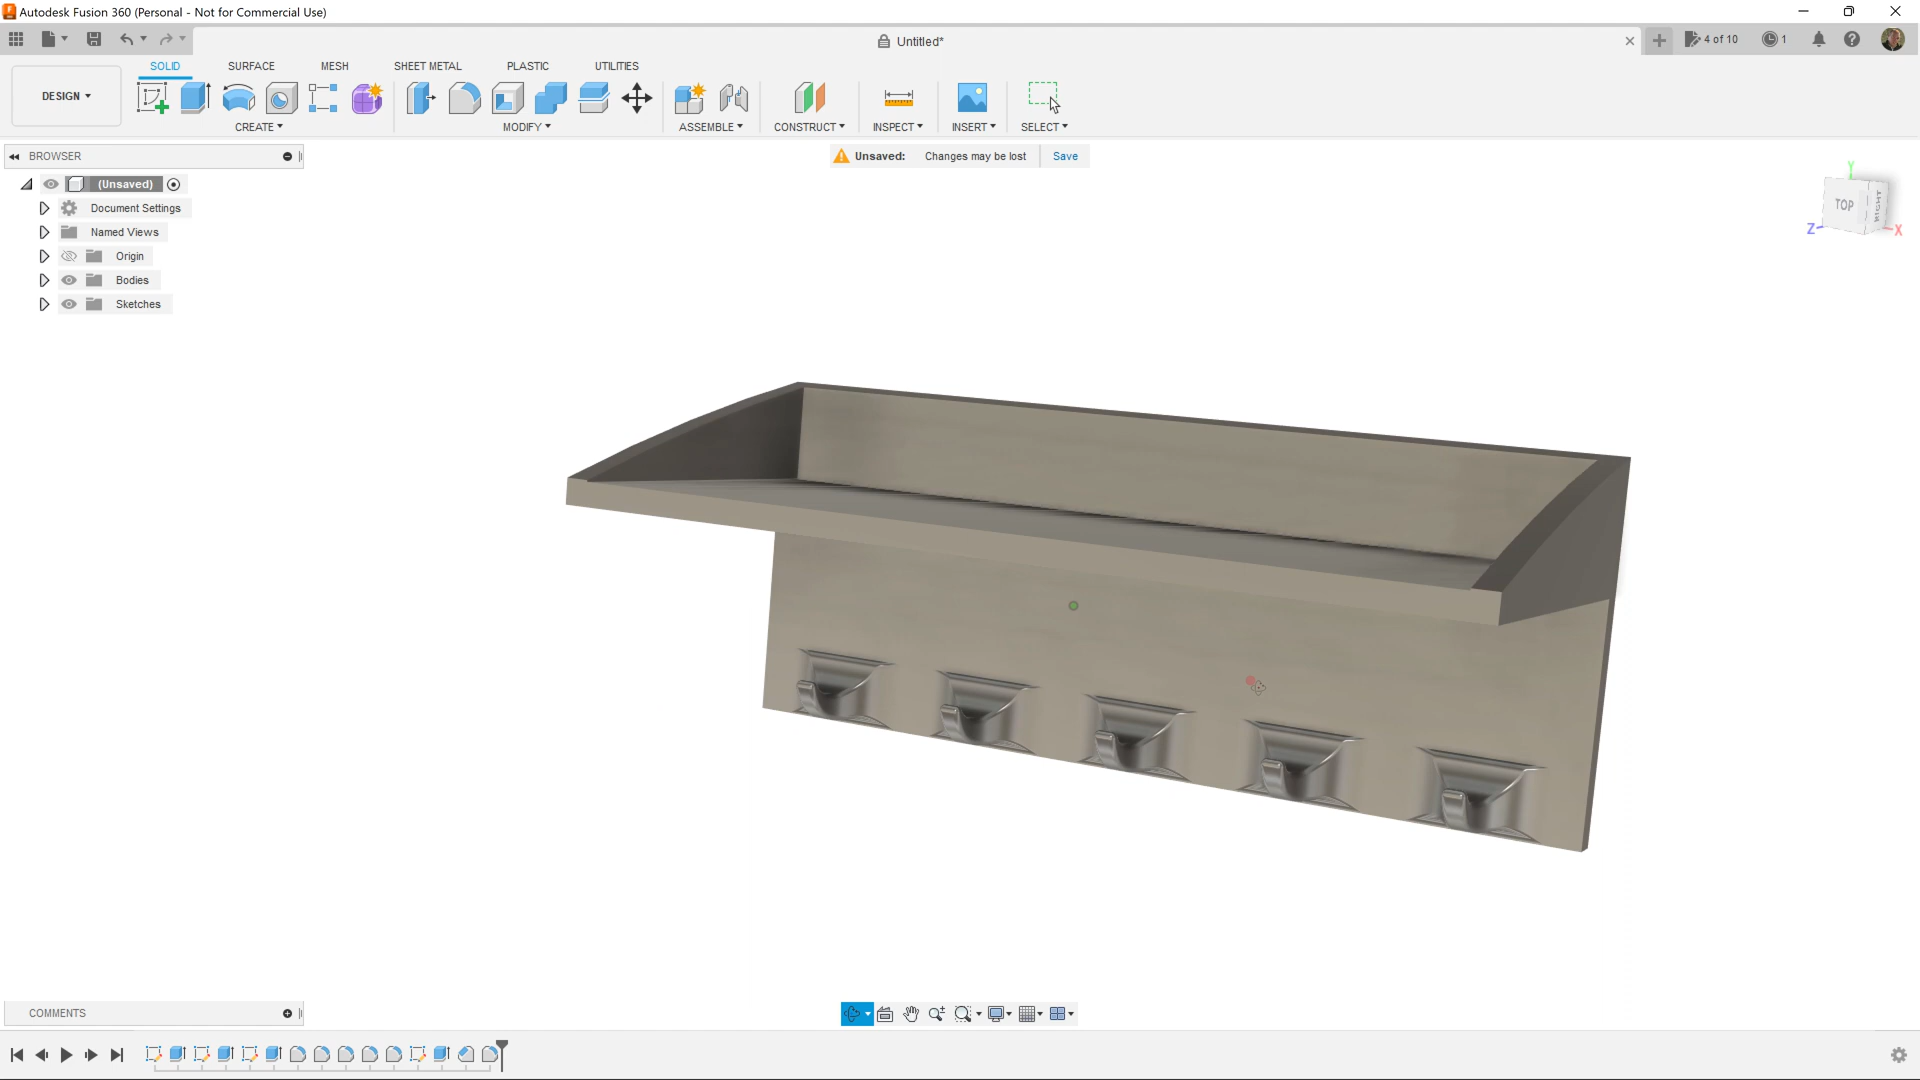 Autodesk Fusion 360 (Personal - Not for Commercial Use)
Untitled*
4 of 10
1
SOLID
SURFACE
MESH
SHEET METAL
PLASTIC
UTILITIES
DESIGN
CREATE
MODIFY
ASSEMBLE
CONSTRUCT
INSPECT
INSERT
SELECT
BROWSER
Unsaved: Changes may be lost Save
(Unsaved)
Document Settings
Named Views
Origin
Bodies
Sketches
Y
TOP
RIGHT
Z
X
COMMENTS